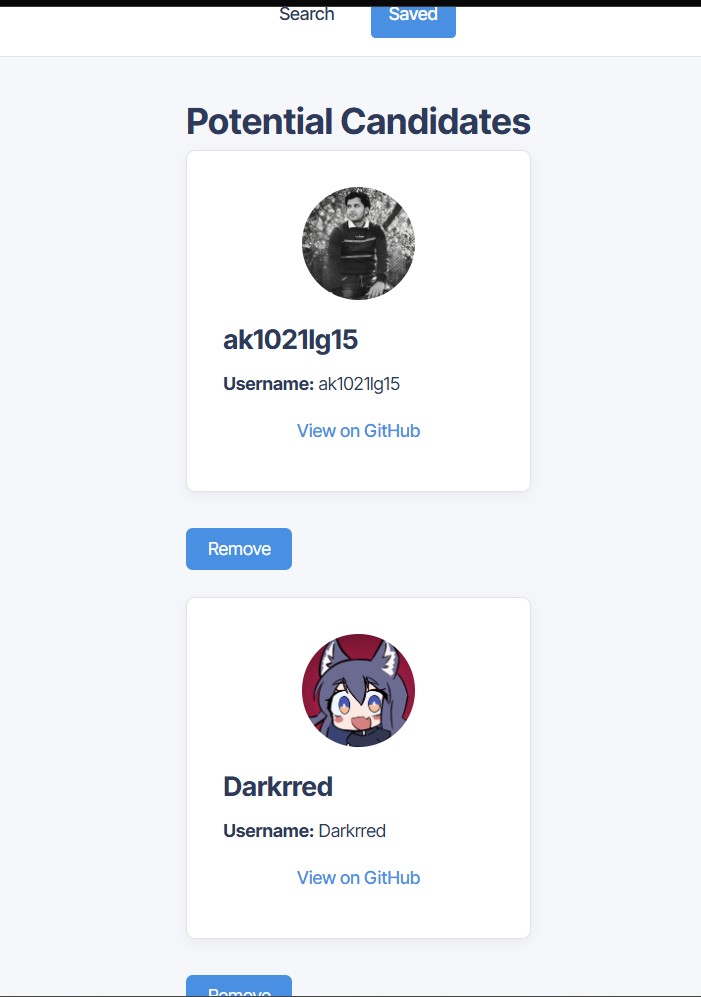 Search
Saved
Potential Candidates
ak1021lg15
Username: ak1021lg15
View on GitHub
Remove
Darkrred
Username: Darkrred
View on GitHub
Remove